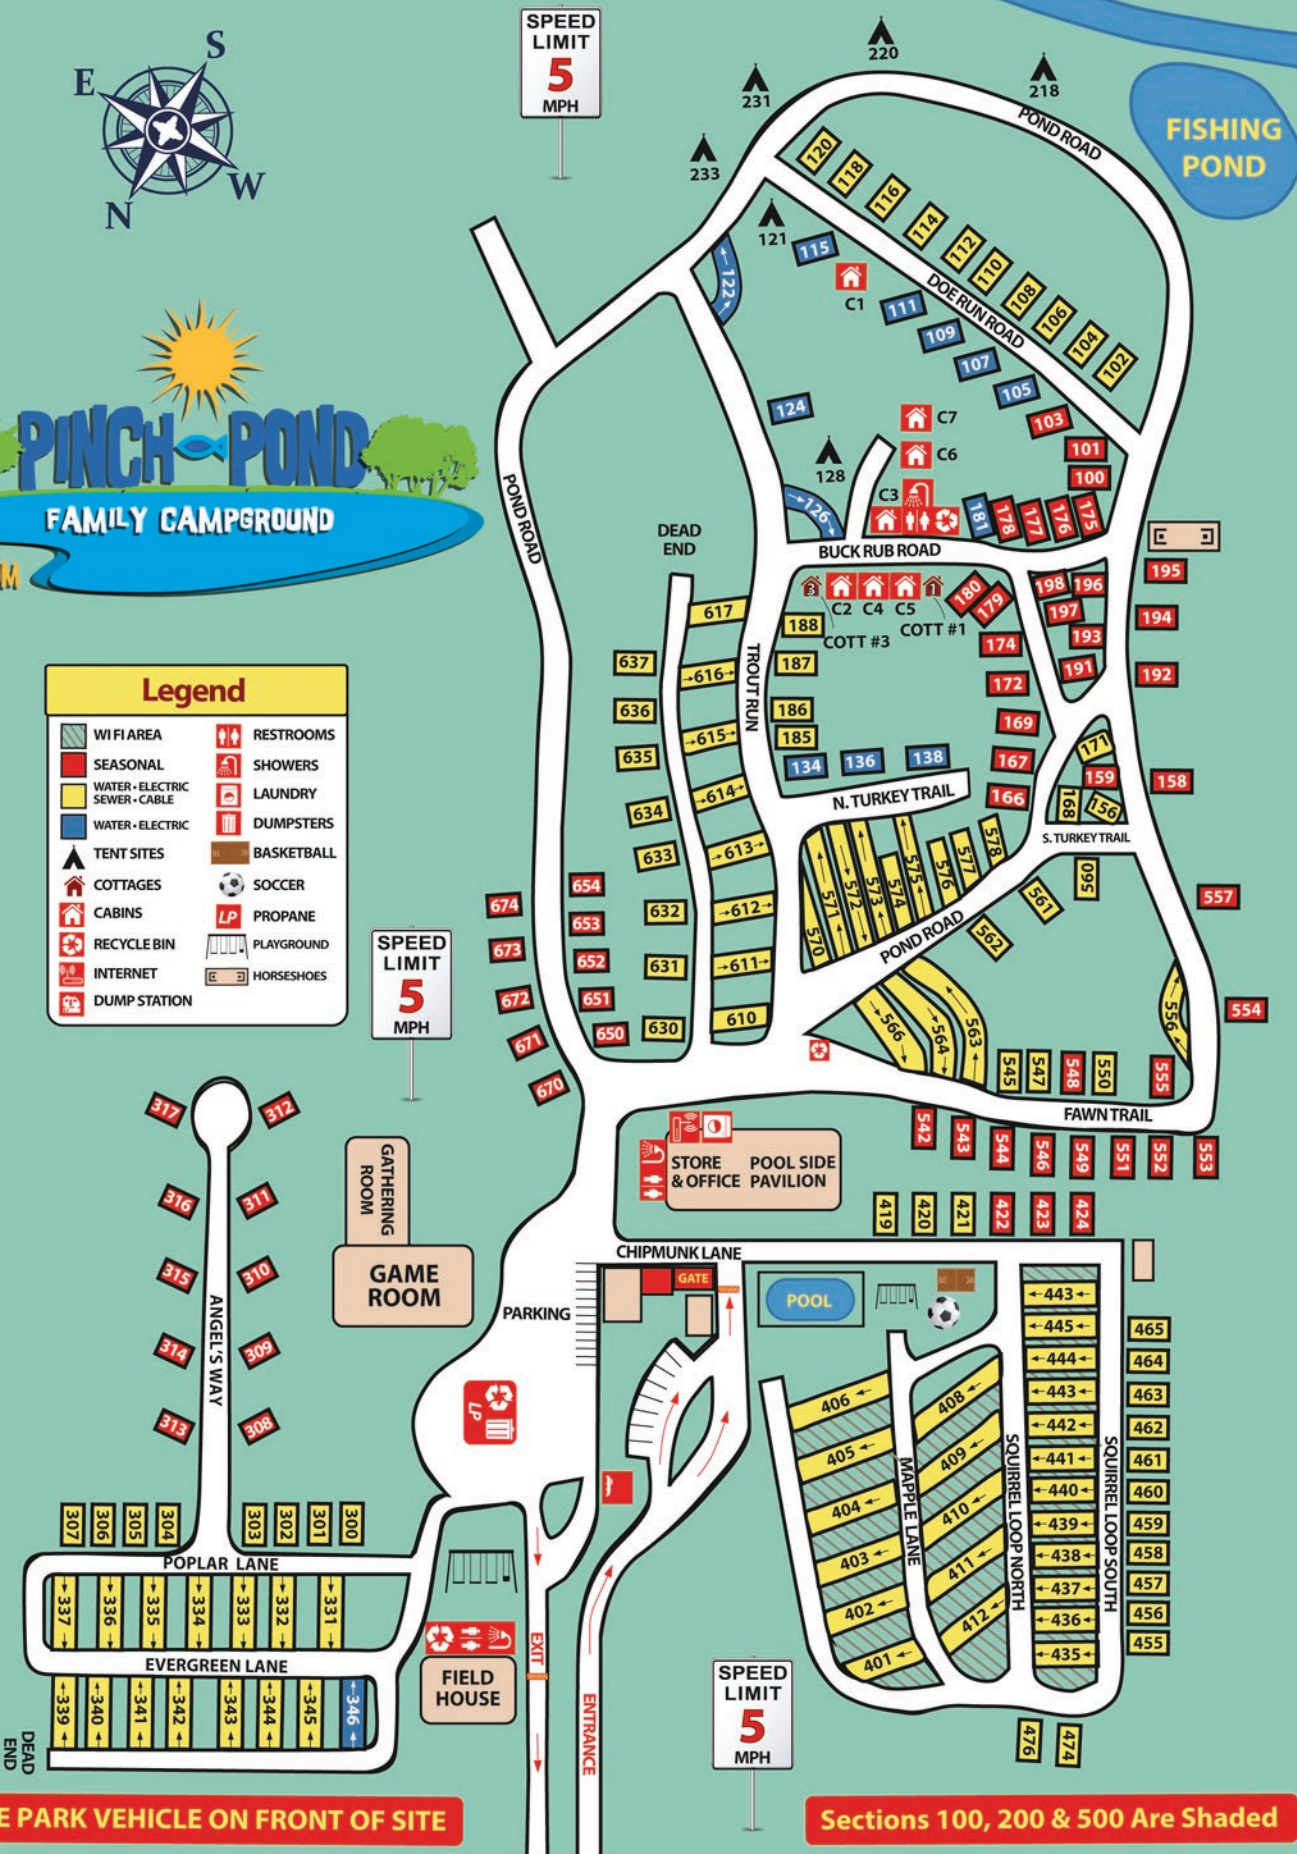 S
E
W
N
SPEED
LIMIT
5
MPH
220
218
231
233
121
POND ROAD
FISHING
POND
120
118
116
114
112
110
108
106
104
102
DOE RUN ROAD
115
C1
111
109
107
105
103
101
100
122
124
128
126
C7
C6
C3
181
178
177
176
175
PINCH POND
FAMILY CAMPGROUND
M
POND ROAD
DEAD
END
BUCK RUB ROAD
3
C2
C4
C5
1
COTT #3
COTT #1
180
179
198
196
197
193
191
195
194
192
174
172
169
167
166
617
616
615
614
613
612
611
610
TROUT RUN
188
187
186
185
134
136
138
637
636
635
634
633
632
631
630
N. TURKEY TRAIL
171
159
158
168
156
S. TURKEY TRAIL
570
571
572
573
574
575
576
577
578
POND ROAD
560
561
562
557
554
556
566
564
563
545
547
548
550
555
FAWN TRAIL
542
543
544
546
549
551
552
553
Legend
WI FI AREA
SEASONAL
WATER • ELECTRIC
SEWER • CABLE
WATER • ELECTRIC
TENT SITES
COTTAGES
CABINS
RECYCLE BIN
INTERNET
DUMP STATION
RESTROOMS
SHOWERS
LAUNDRY
DUMPSTERS
BASKETBALL
SOCCER
LP PROPANE
PLAYGROUND
HORSESHOES
SPEED
LIMIT
5
MPH
674
673
672
671
670
654
653
652
651
650
317
312
316
311
315
310
314
309
313
308
ANGEL'S WAY
GATHERING
ROOM
GAME
ROOM
STORE
& OFFICE
POOL SIDE
PAVILION
419
420
421
422
423
424
CHIPMUNK LANE
GATE
PARKING
LP
POOL
443
445
444
443
442
441
440
439
438
437
436
435
465
464
463
462
461
460
459
458
457
456
455
406
405
404
403
402
401
MAPPLE LANE
408
409
410
411
412
SQUIRREL LOOP NORTH
SQUIRREL LOOP SOUTH
476
474
307
306
305
304
303
302
301
300
POPLAR LANE
337
336
335
334
333
332
331
EVERGREEN LANE
339
340
341
342
343
344
345
346
DEAD
END
FIELD
HOUSE
EXIT
ENTRANCE
SPEED
LIMIT
5
MPH
E PARK VEHICLE ON FRONT OF SITE
Sections 100, 200 & 500 Are Shaded